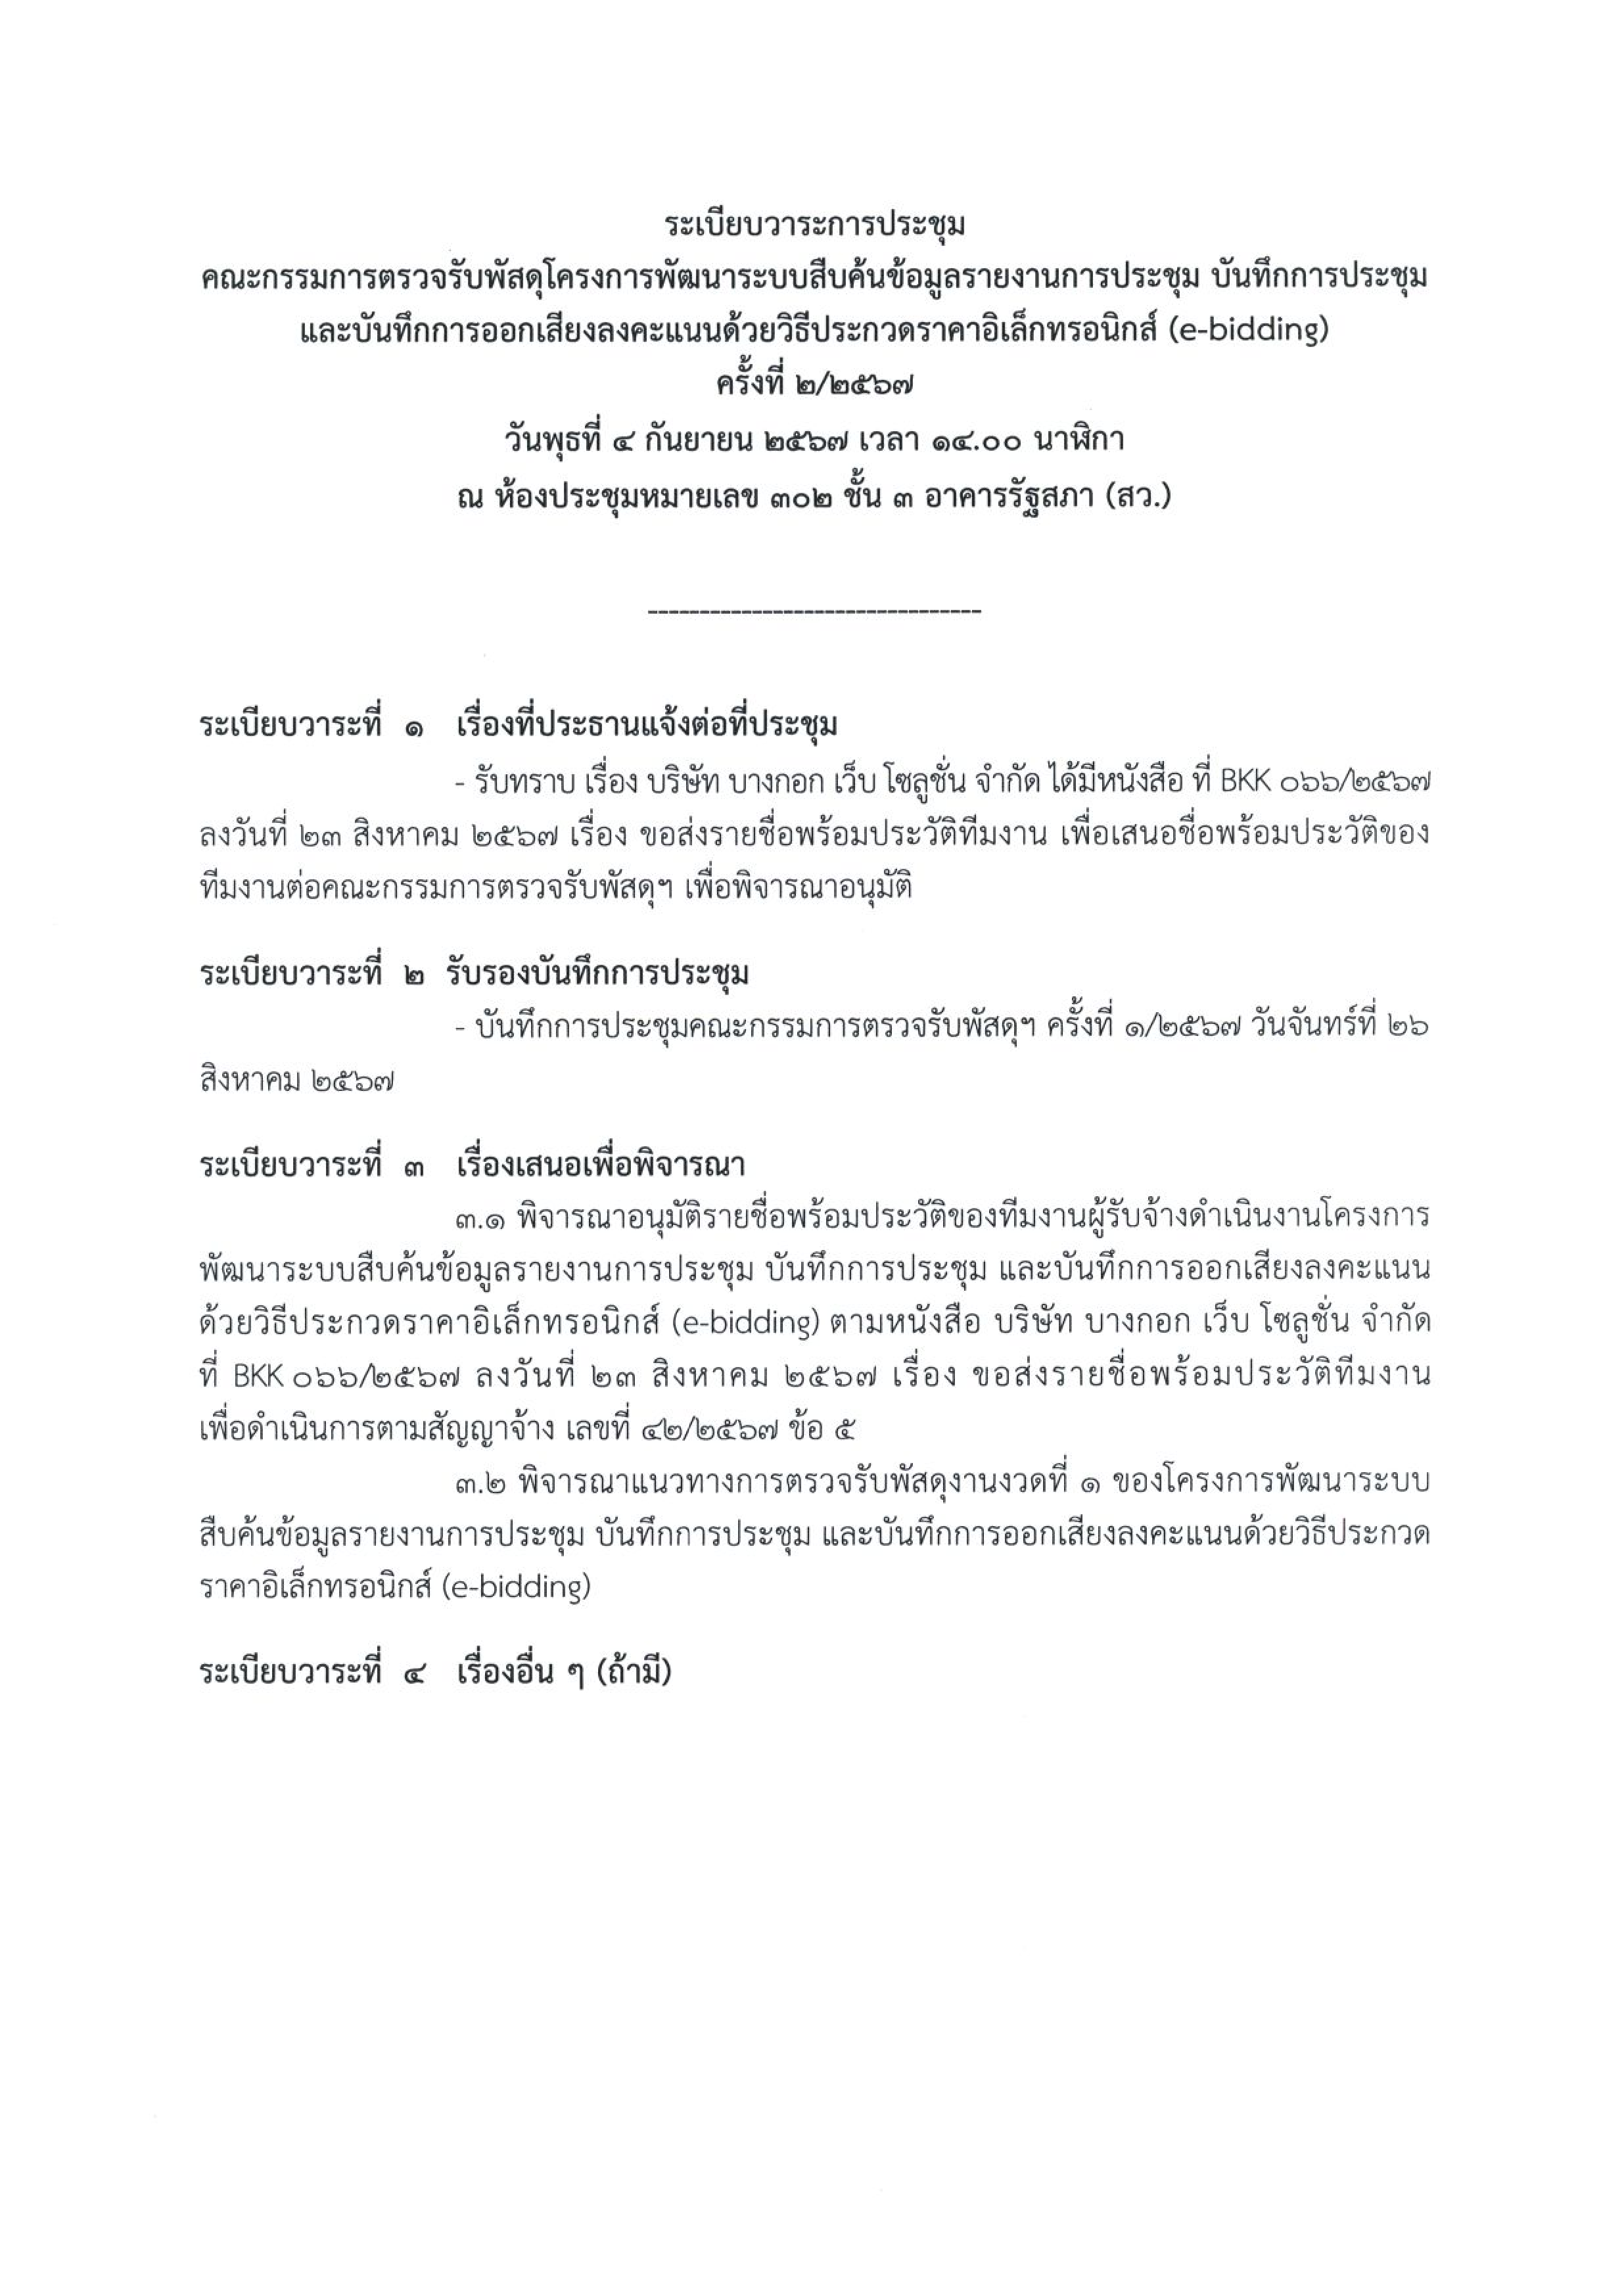 ระเบียบวาระการประชุม
คณะกรรมการตรวจรับพัสดุโครงการพัฒนาระบบสืบค้นข้อมูลรายงานการประชุม บันทึกการประชุม
และบันทึกการออกเสียงลงคะแนนด้วยวิธีประกวดราคาอิเล็กทรอนิกส์ (e-bidding)
ครั้งที่ ๒/๒๕๖๗
วันพุธที่ ๔ กันยายน ๒๕๖๗ เวลา ๑๔.๐๐ นาฬิกา
ณ ห้องประชุมหมายเลข ๓๐๒ ชั้น ๓ อาคารรัฐสภา (สว.)
--------------------------------
ระเบียบวาระที่ ๑ เรื่องที่ประธานแจ้งต่อที่ประชุม
- รับทราบ เรื่อง บริษัท บางกอก เว็บ โซลูชั่น จำกัด ได้มีหนังสือ ที่ BKK ๐๖๖/๒๕๖๗
ลงวันที่ ๒๓ สิงหาคม ๒๕๖๗ เรื่อง ขอส่งรายชื่อพร้อมประวัติทีมงาน เพื่อเสนอชื่อพร้อมประวัติของ
ทีมงานต่อคณะกรรมการตรวจรับพัสดุฯ เพื่อพิจารณาอนุมัติ
ระเบียบวาระที่ ๒ รับรองบันทึกการประชุม
- บันทึกการประชุมคณะกรรมการตรวจรับพัสดุฯ ครั้งที่ ๑/๒๕๖๗ วันจันทร์ที่ ๒๖
สิงหาคม ๒๕๖๗
ระเบียบวาระที่ ๓ เรื่องเสนอเพื่อพิจารณา
๓.๑ พิจารณาอนุมัติรายชื่อพร้อมประวัติของทีมงานผู้รับจ้างดำเนินงานโครงการ
พัฒนาระบบสืบค้นข้อมูลรายงานการประชุม บันทึกการประชุม และบันทึกการออกเสียงลงคะแนน
ด้วยวิธีประกวดราคาอิเล็กทรอนิกส์ (e-bidding) ตามหนังสือ บริษัท บางกอก เว็บ โซลูชั่น จำกัด
ที่ BKK ๐๖๖/๒๕๖๗ ลงวันที่ ๒๓ สิงหาคม ๒๕๖๗ เรื่อง ขอส่งรายชื่อพร้อมประวัติทีมงาน
เพื่อดำเนินการตามสัญญาจ้าง เลขที่ ๔๒/๒๕๖๗ ข้อ ๕
๓.๒ พิจารณาแนวทางการตรวจรับพัสดุงานงวดที่ ๑ ของโครงการพัฒนาระบบ
สืบค้นข้อมูลรายงานการประชุม บันทึกการประชุม และบันทึกการออกเสียงลงคะแนนด้วยวิธีประกวด
ราคาอิเล็กทรอนิกส์ (e-bidding)
ระเบียบวาระที่ ๔ เรื่องอื่น ๆ (ถ้ามี)